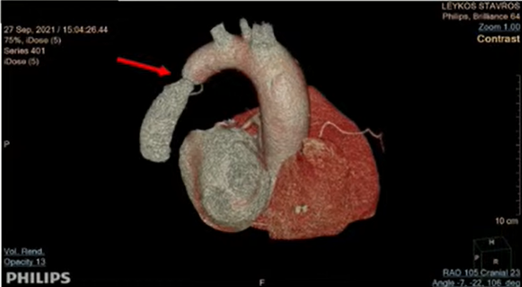 LEYKOS STAVROS
Philips, Brilliance 64
Zoom 1.00
Contrast
27 Sep, 2021 / 15:04:26.44
75%, iDose (5)
Series 401
iDose (5)
P
10 cm
Vol. Rend.
Opacity 13
PHILIPS
F
H
P
R
RAO 105 Cranial 23
Angle -7, -22, 106 deg